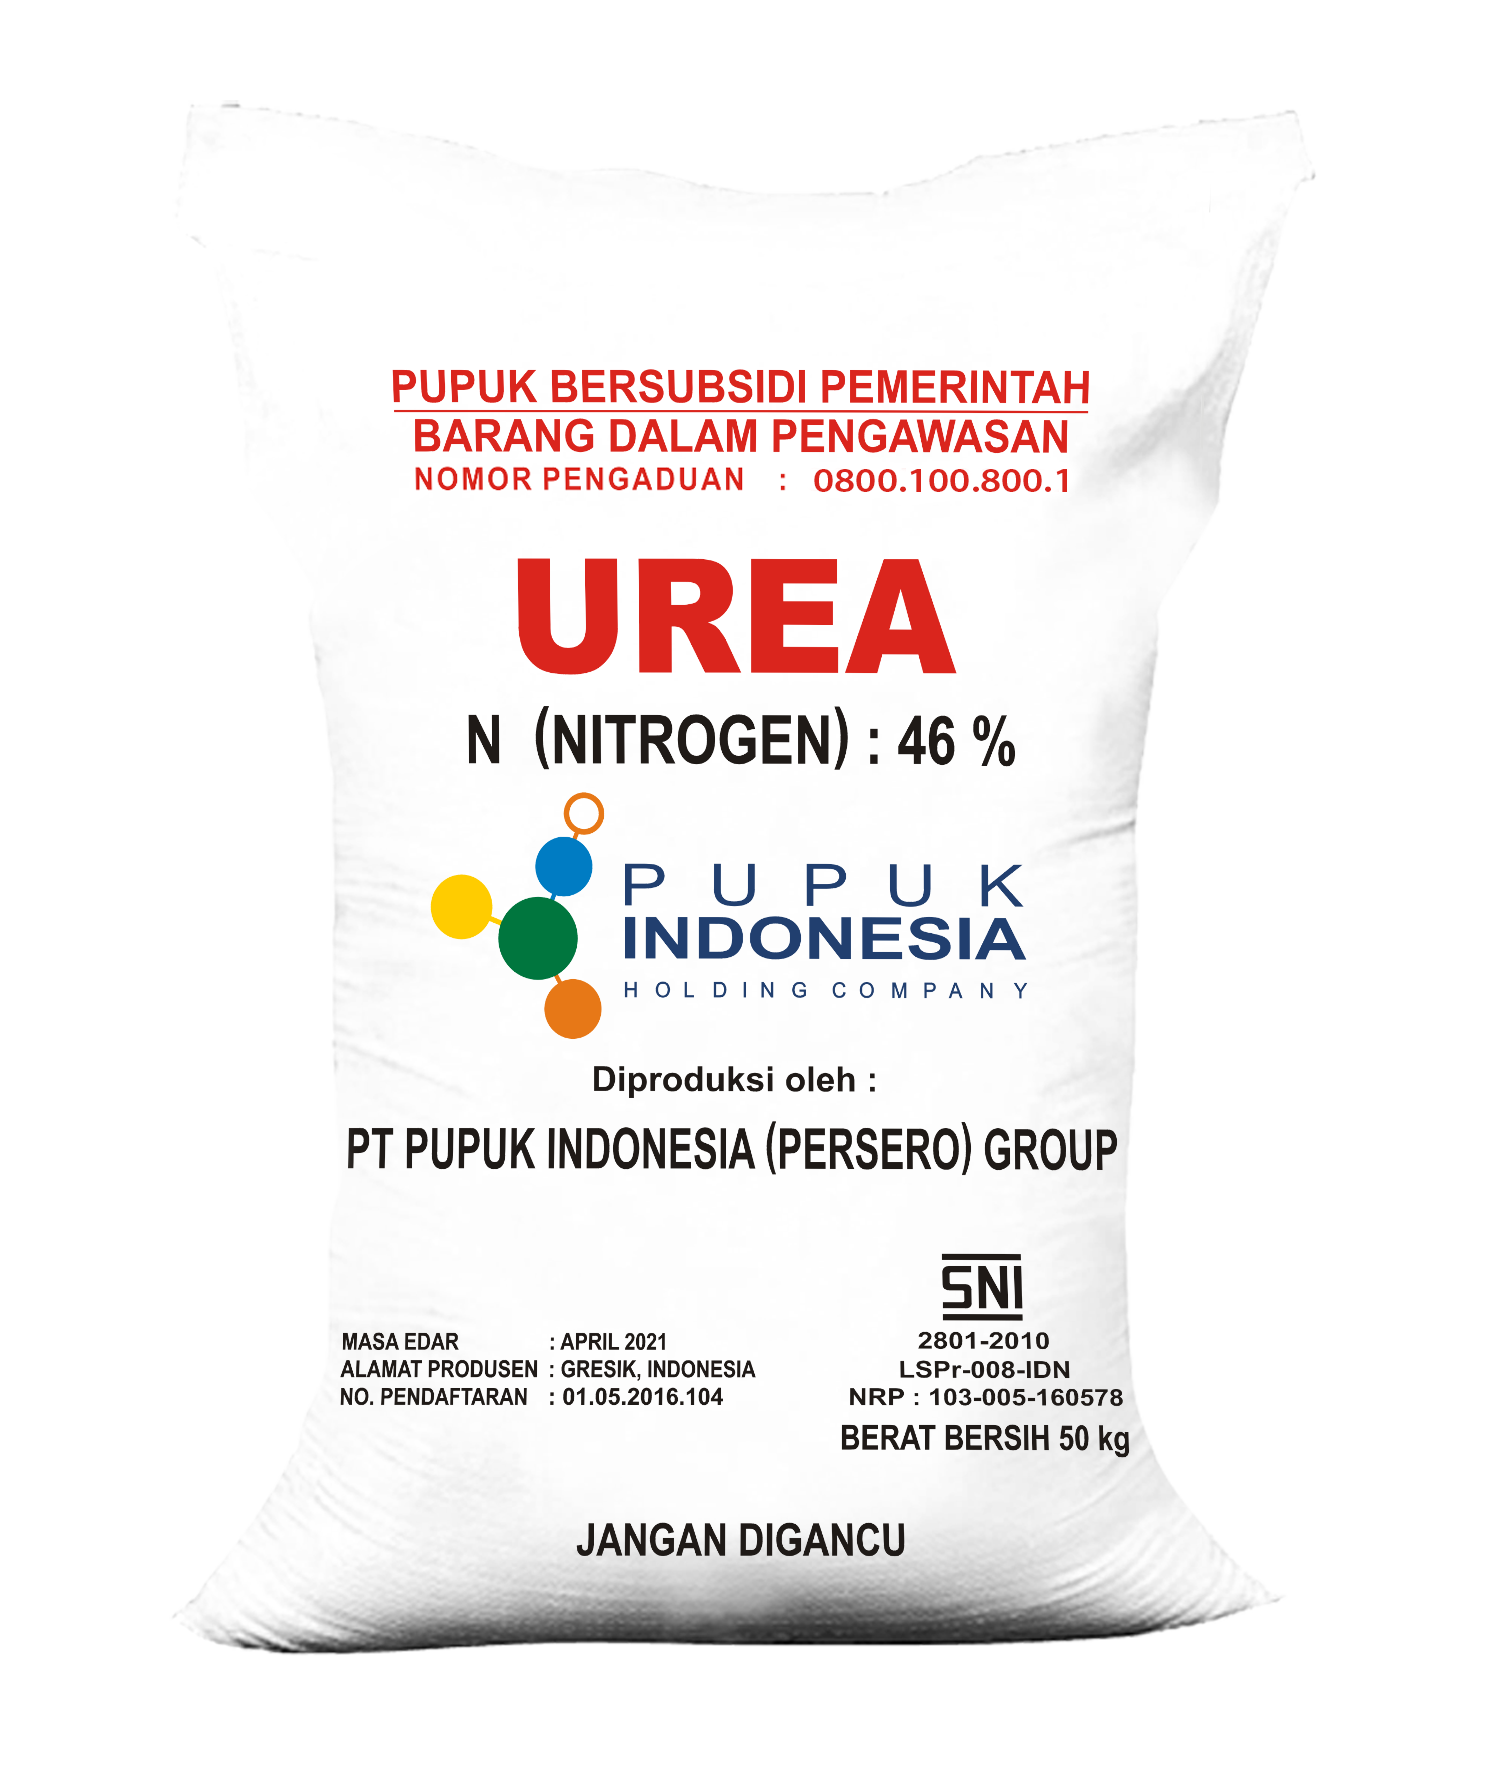 PUPUK BERSUBSIDI PEMERINTAH
BARANG DALAM PENGAWASAN
NOMOR PENGADUAN : 0800.100.800.1
UREA
N (NITROGEN) : 46 %
PUPUK
INDONESIA
HOLDING COMPANY
Diproduksi oleh :
PT PUPUK INDONESIA (PERSERO) GROUP
MASA EDAR : APRIL 2021
ALAMAT PRODUSEN : GRESIK, INDONESIA
NO. PENDAFTARAN : 01.05.2016.104
SNI
2801-2010
LSPr-008-IDN
NRP : 103-005-160578
BERAT BERSIH 50 kg
JANGAN DIGANCU